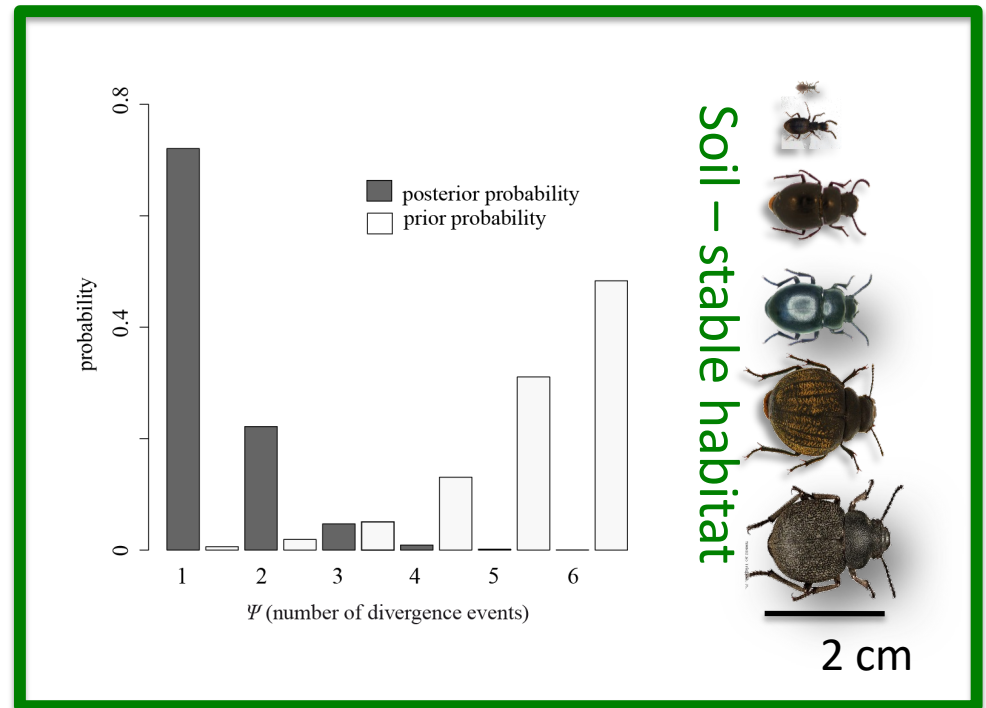 0.8
0.4
0
probability
posterior probability
prior probability
1 2 3 4 5 6
Ψ (number of divergence events)
Soil – stable habitat
2 cm